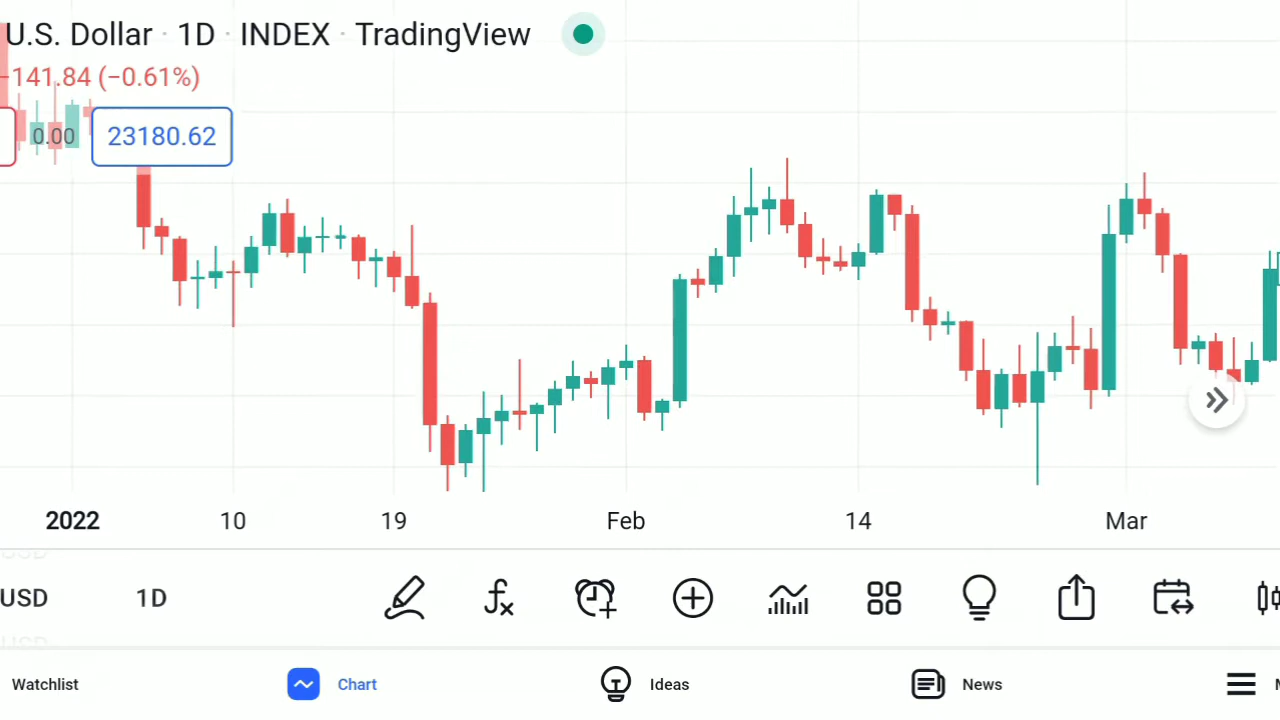 U.S. Dollar · 1D · INDEX · TradingView
−141.84 (−0.61%)
0.00 23180.62
2022 10 19 Feb 14 Mar
USD 1D
Watchlist Chart Ideas News